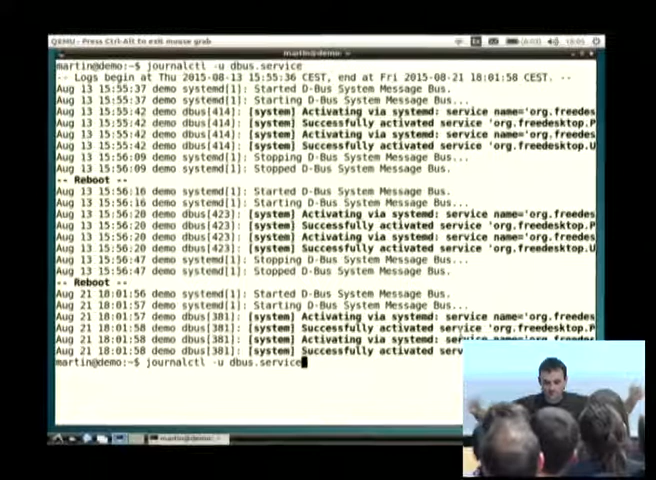 QEMU - Press Ctrl-Alt to exit mouse grab
martin@demo: ~
martin@demo:~$ journalctl -u dbus.service
-- Logs begin at Thu 2015-08-13 15:55:36 CEST, end at Fri 2015-08-21 18:01:58 CEST. --
Aug 13 15:55:37 demo systemd[1]: Started D-Bus System Message Bus.
Aug 13 15:55:37 demo systemd[1]: Starting D-Bus System Message Bus...
Aug 13 15:55:42 demo dbus[414]: [system] Activating via systemd: service name='org.freedes
Aug 13 15:55:42 demo dbus[414]: [system] Successfully activated service 'org.freedesktop.P
Aug 13 15:55:42 demo dbus[414]: [system] Activating via systemd: service name='org.freedes
Aug 13 15:55:42 demo dbus[414]: [system] Successfully activated service 'org.freedesktop.U
Aug 13 15:56:09 demo systemd[1]: Stopping D-Bus System Message Bus...
Aug 13 15:56:09 demo systemd[1]: Stopped D-Bus System Message Bus.
-- Reboot --
Aug 13 15:56:16 demo systemd[1]: Started D-Bus System Message Bus.
Aug 13 15:56:16 demo systemd[1]: Starting D-Bus System Message Bus...
Aug 13 15:56:20 demo dbus[423]: [system] Activating via systemd: service name='org.freedes
Aug 13 15:56:20 demo dbus[423]: [system] Successfully activated service 'org.freedesktop.P
Aug 13 15:56:20 demo dbus[423]: [system] Activating via systemd: service name='org.freedes
Aug 13 15:56:20 demo dbus[423]: [system] Successfully activated service 'org.freedesktop.U
Aug 13 15:56:47 demo systemd[1]: Stopping D-Bus System Message Bus...
Aug 13 15:56:47 demo systemd[1]: Stopped D-Bus System Message Bus.
-- Reboot --
Aug 21 18:01:56 demo systemd[1]: Started D-Bus System Message Bus.
Aug 21 18:01:57 demo systemd[1]: Starting D-Bus System Message Bus...
Aug 21 18:01:57 demo dbus[381]: [system] Activating via systemd: service name='org.freedes
Aug 21 18:01:58 demo dbus[381]: [system] Successfully activated service 'org.freedesktop.P
Aug 21 18:01:58 demo dbus[381]: [system] Activating via systemd: service name='org.freedes
Aug 21 18:01:58 demo dbus[381]: [system] Successfully activated serv
martin@demo:~$ journalctl -u dbus.service
martin@demo: ~